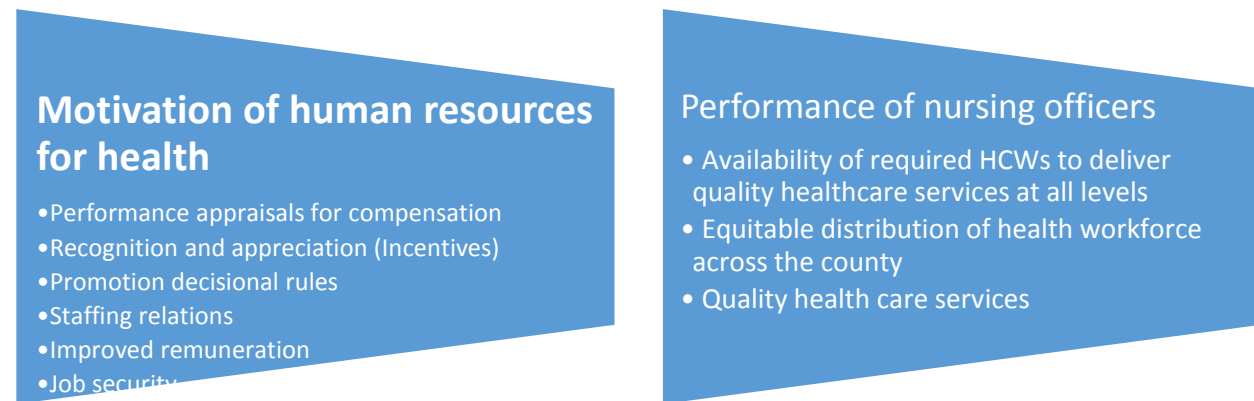 Motivation of human resources
for health
•Performance appraisals for compensation
•Recognition and appreciation (Incentives)
•Promotion decisional rules
•Staffing relations
•Improved remuneration
•Job security
Performance of nursing officers
• Availability of required HCWs to deliver
quality healthcare services at all levels
• Equitable distribution of health workforce
across the county
• Quality health care services